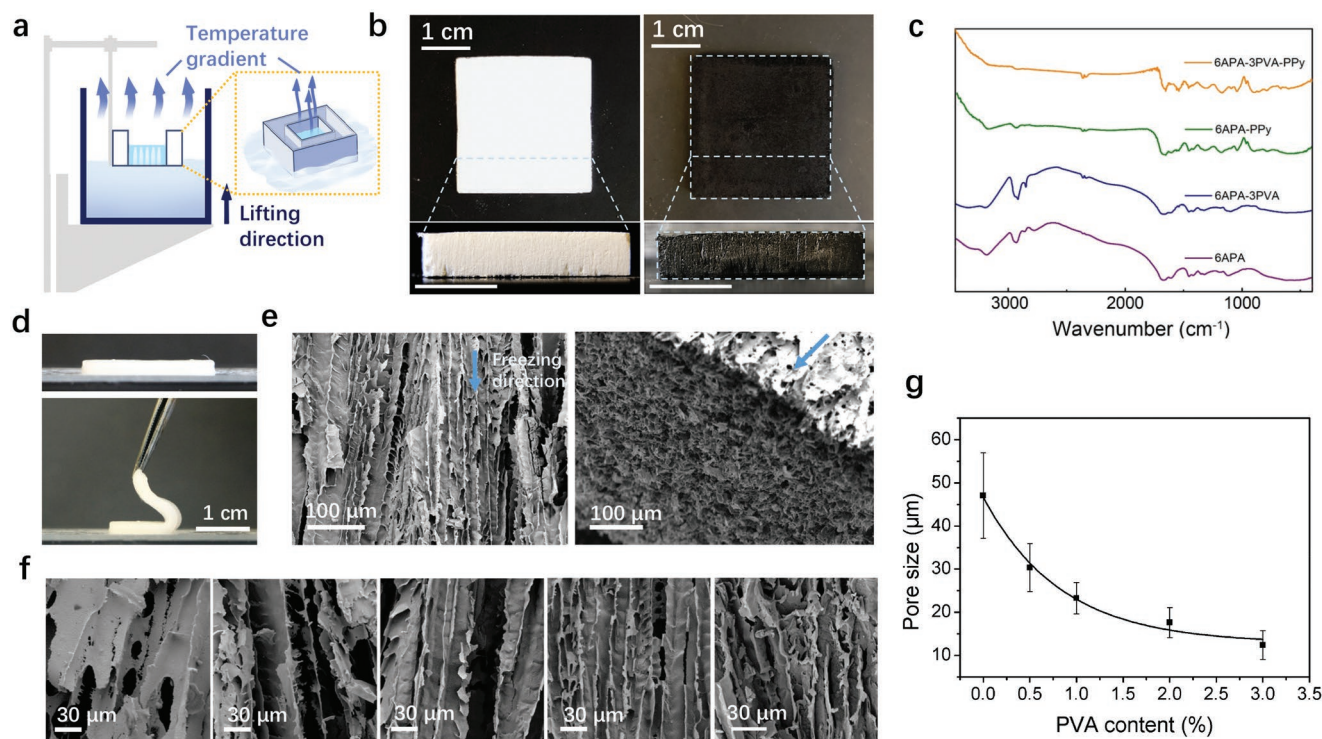 a
Temperature
gradient
Lifting
direction
b
1 cm
1 cm
c
6APA-3PVA-PPy
6APA-PPy
6APA-3PVA
6APA
3000
2000
1000
Wavenumber (cm⁻¹)
d
1 cm
e
Freezing
direction
100 μm
100 μm
f
30 μm
30 μm
30 μm
30 μm
30 μm
g
60
50
40
30
20
10
Pore size (μm)
0.0 0.5 1.0 1.5 2.0 2.5 3.0 3.5
PVA content (%)